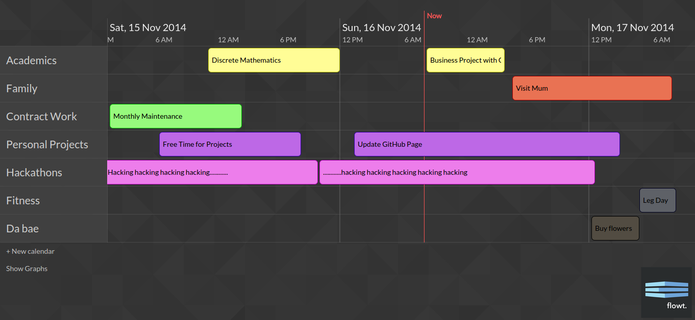 Now
Sat, 15 Nov 2014 Sun, 16 Nov 2014 Mon, 17 Nov 2014
M 6 AM 12 AM 6 PM 12 PM 6 AM 12 AM 6 PM 12 PM 6 AM
Academics Discrete Mathematics Business Project with
Family Visit Mum
Contract Work Monthly Maintenance
Personal Projects Free Time for Projects Update GitHub Page
Hackathons Hacking hacking hacking hacking.......... ..........hacking hacking hacking hacking hacking
Fitness Leg Day
Da bae Buy flowers
+ New calendar
Show Graphs
flowt.